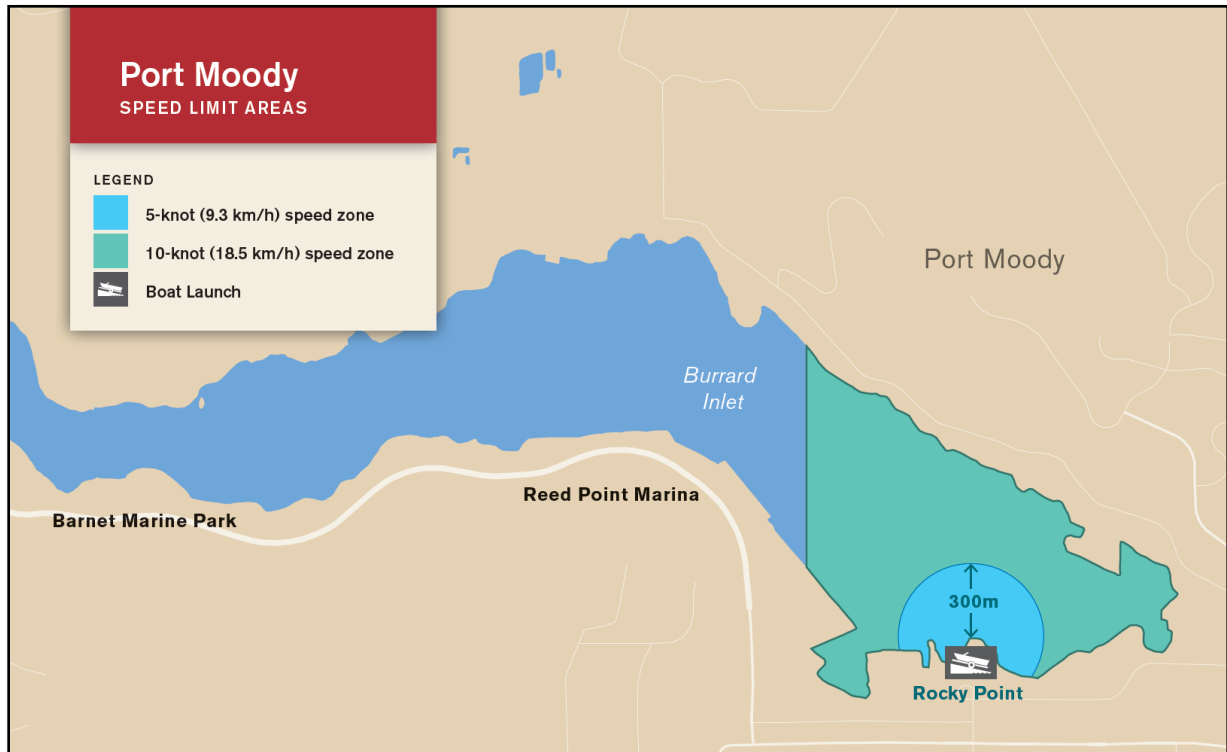 Port Moody
SPEED LIMIT AREAS
LEGEND
5-knot (9.3 km/h) speed zone
10-knot (18.5 km/h) speed zone
Boat Launch
Port Moody
Burrard
Inlet
Reed Point Marina
Barnet Marine Park
300m
Rocky Point